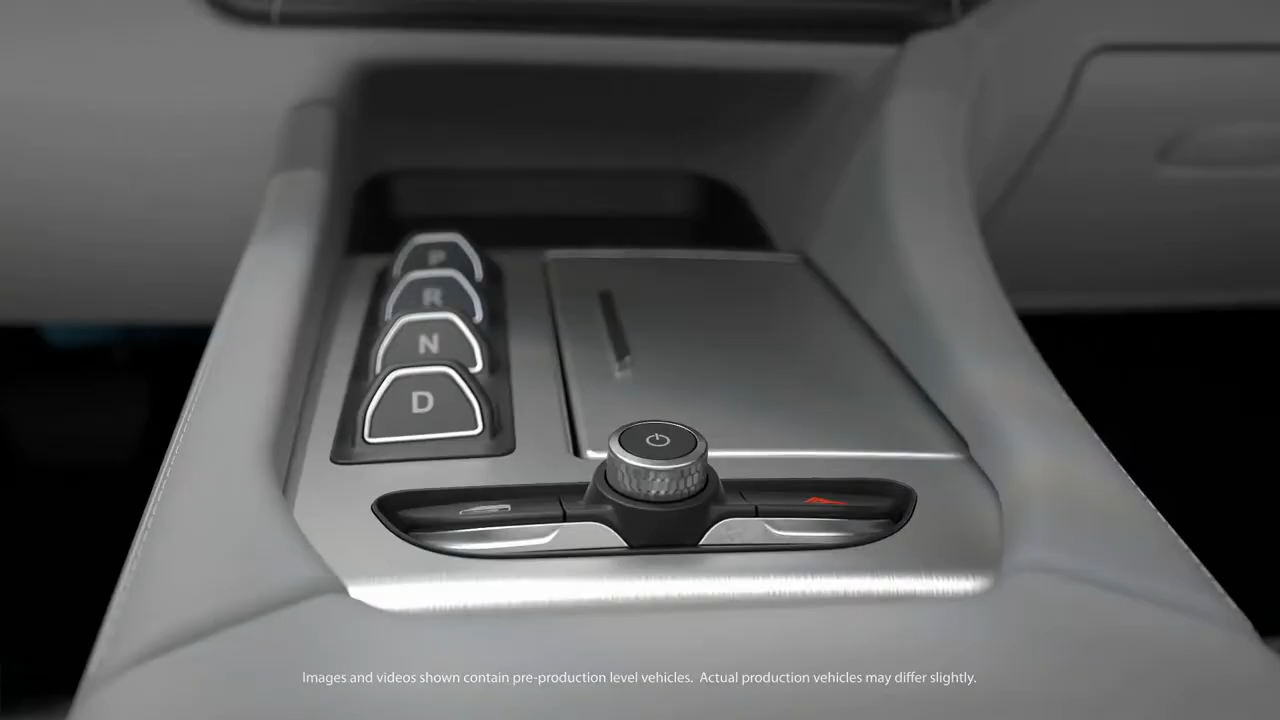 P
R
N
D
Images and videos shown contain pre-production level vehicles. Actual production vehicles may differ slightly.